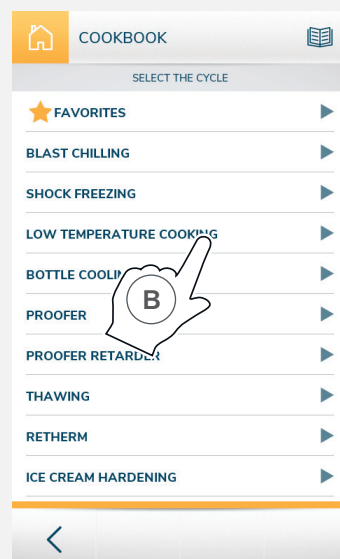 COOKBOOK
SELECT THE CYCLE
FAVORITES
BLAST CHILLING
SHOCK FREEZING
LOW TEMPERATURE COOKING
BOTTLE
B
PROOFER
PROOFER RETARDER
THAWING
RETHERM
ICE CREAM HARDENING